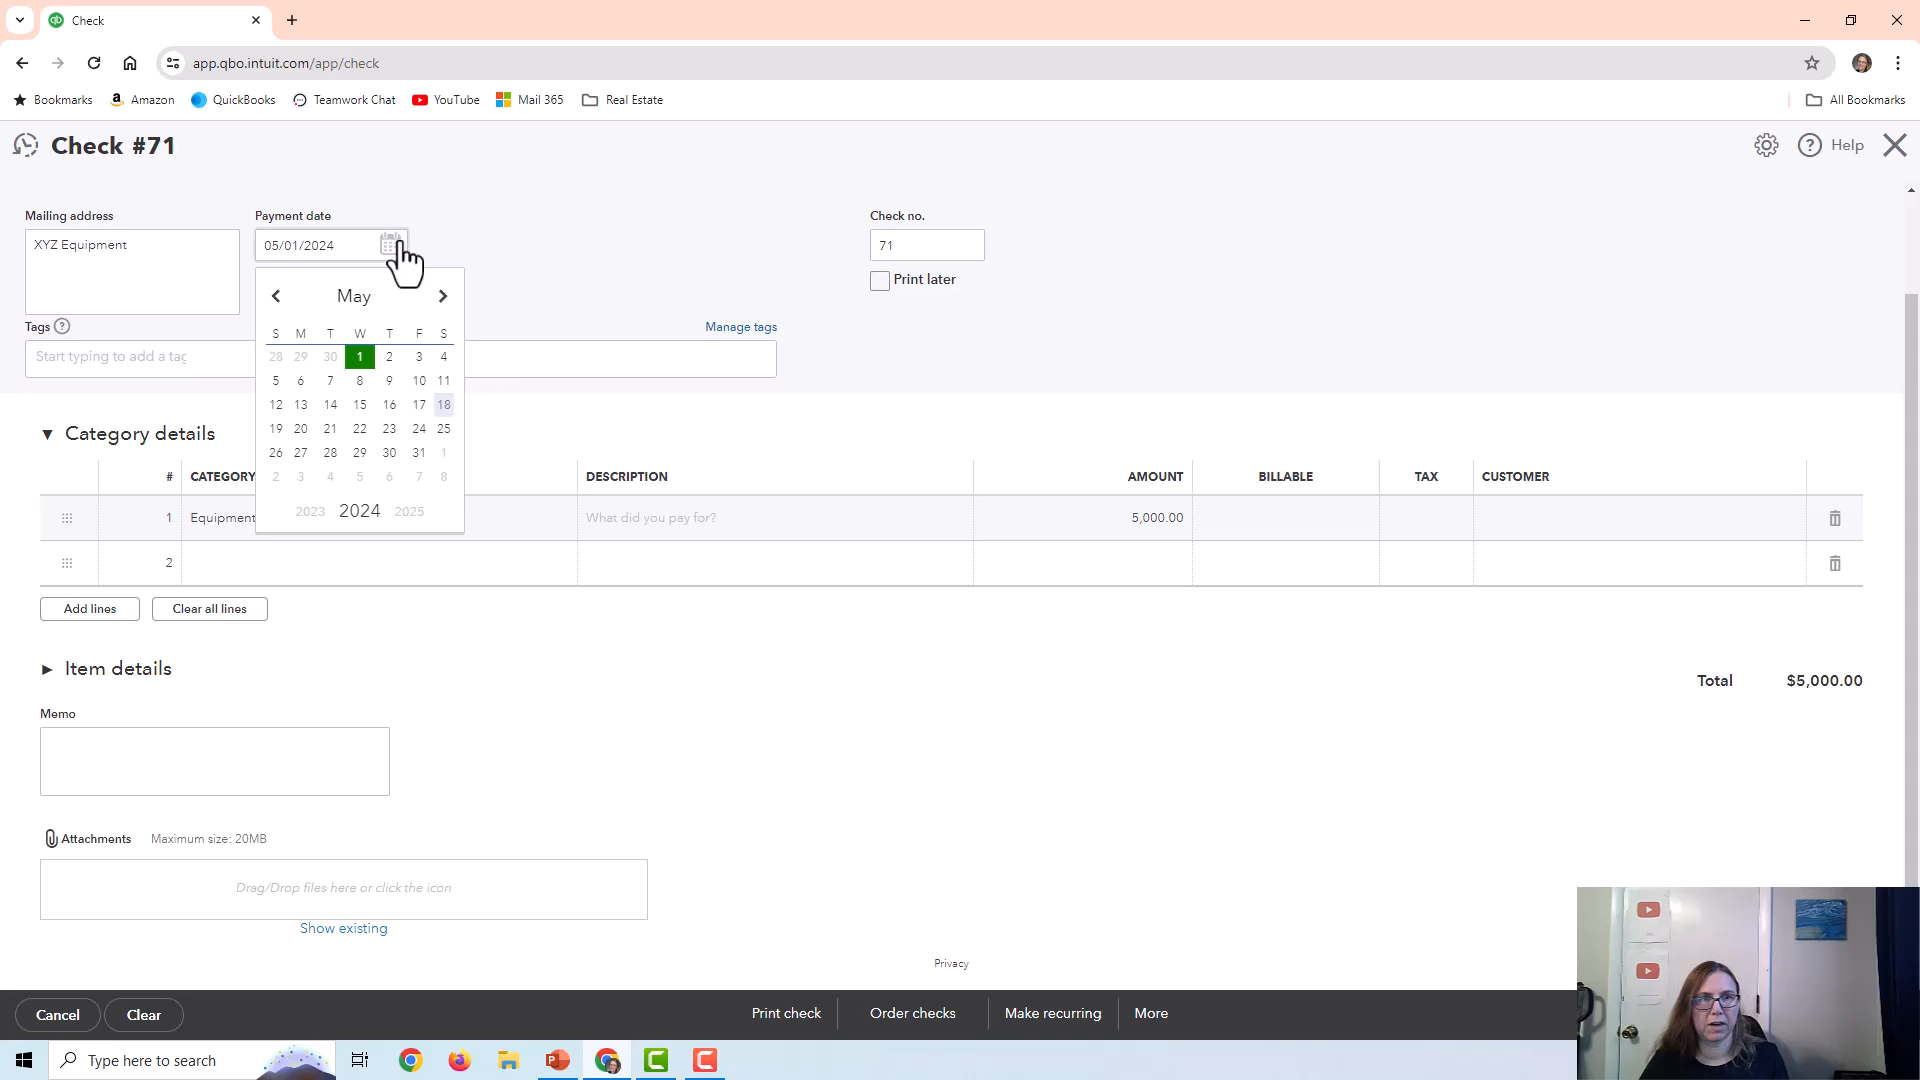 Check
app.qbo.intuit.com/app/check
Bookmarks Amazon QuickBooks Teamwork Chat YouTube Mail 365 Real Estate All Bookmarks
Check #71
? Help
Mailing address Payment date Check no.
XYZ Equipment 05/01/2024 71
Print later
May
Tags ? Manage tags
S M T W T F S
Start typing to add a tag
28 29 30 1 2 3 4
5 6 7 8 9 10 11
12 13 14 15 16 17 18
19 20 21 22 23 24 25
26 27 28 29 30 31 1
2 3 4 5 6 7 8
2023 2024 2025
Category details
# CATEGORY DESCRIPTION AMOUNT BILLABLE TAX CUSTOMER
1 Equipment What did you pay for? 5,000.00
2
Add lines Clear all lines
Item details
Total $5,000.00
Memo
Attachments Maximum size: 20MB
Drag/Drop files here or click the icon
Show existing
Privacy
Cancel Clear Print check Order checks Make recurring More
Type here to search